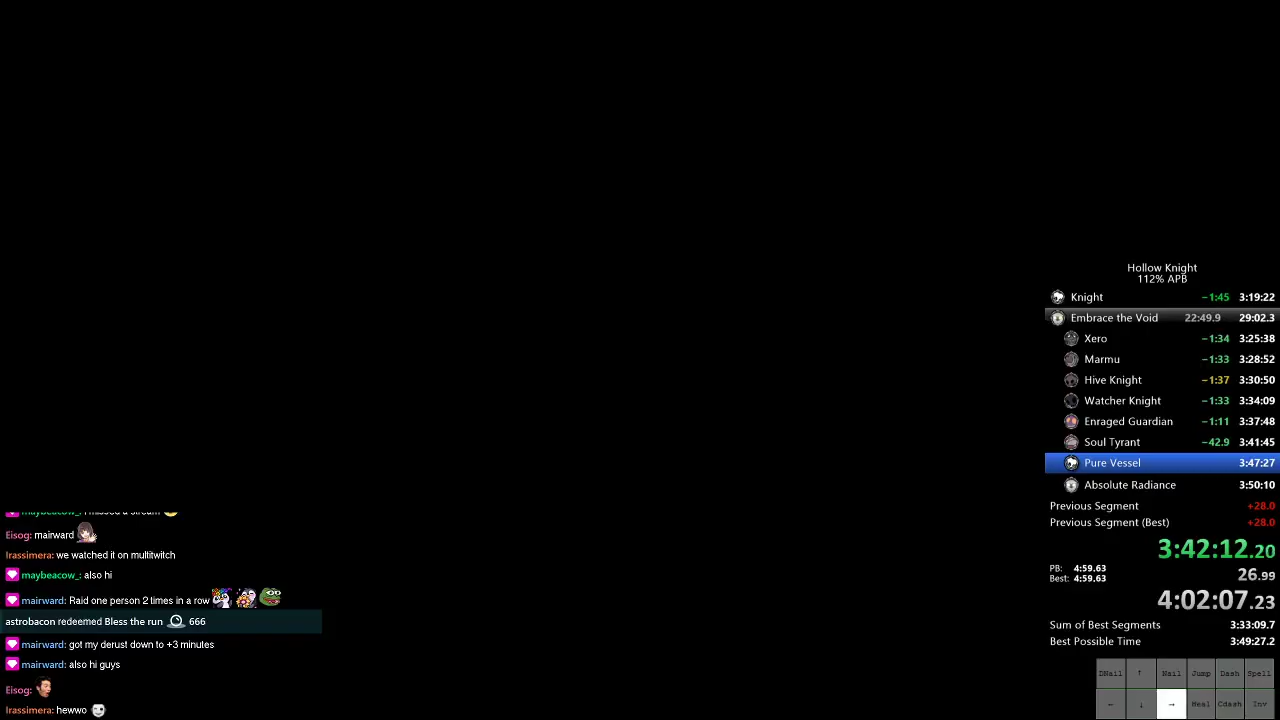 Hollow Knight
112% APB
Knight −1:45 3:19:22
Embrace the Void 22:49.9 29:02.3
Xero −1:34 3:25:38
Marmu −1:33 3:28:52
Hive Knight −1:37 3:30:50
Watcher Knight −1:33 3:34:09
Enraged Guardian −1:11 3:37:48
Soul Tyrant −42.9 3:41:45
Pure Vessel 3:47:27
Absolute Radiance 3:50:10
Previous Segment +28.0
Previous Segment (Best) +28.0
3:42:12.20
PB: 4:59.63
Best: 4:59.63
26.99
4:02:07.23
Sum of Best Segments 3:33:09.7
Best Possible Time 3:49:27.2
DNail ↑ Nail Jump Dash Spell
← ↓ → Heal Cdash Inv
maybeacow_: i missed a stream
Eisog: mairward
Irassimera: we watched it on multitwitch
maybeacow_: also hi
mairward: Raid one person 2 times in a row
astrobacon redeemed Bless the run 666
mairward: got my derust down to +3 minutes
mairward: also hi guys
Eisog:
Irassimera: hewwo